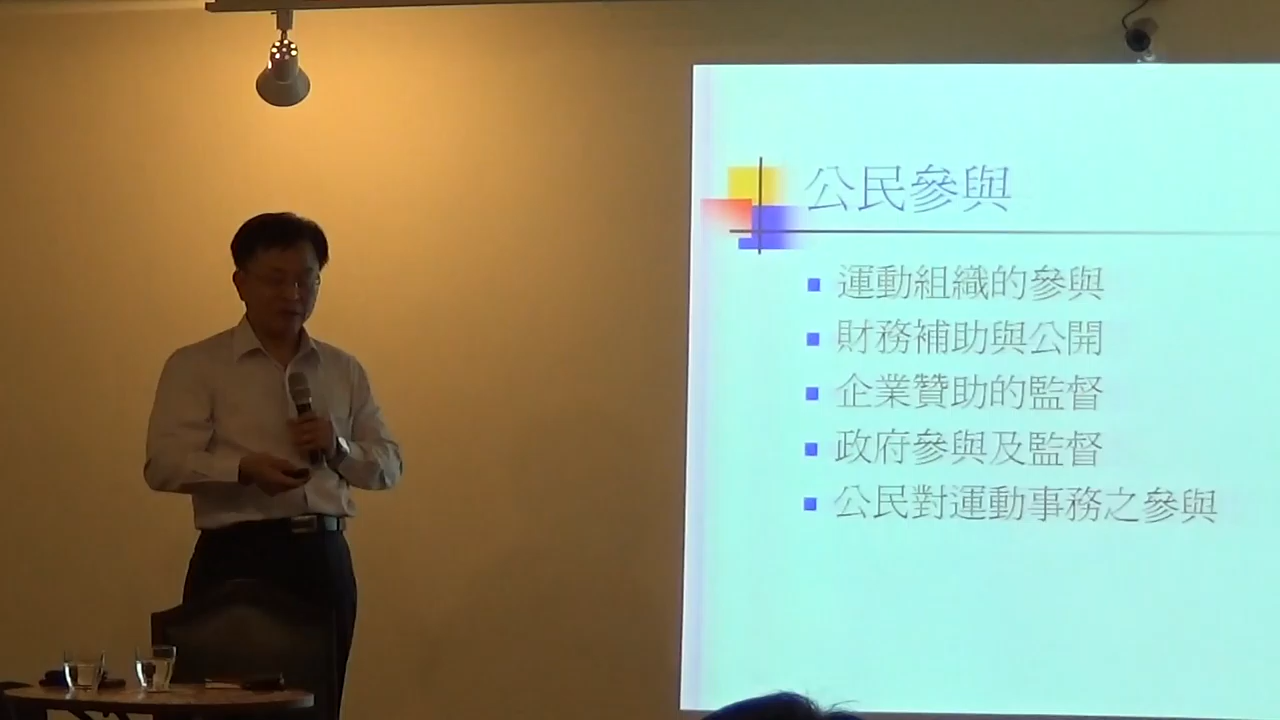 公民參與
運動組織的參與
財務補助與公開
企業贊助的監督
政府參與及監督
公民對運動事務之參與